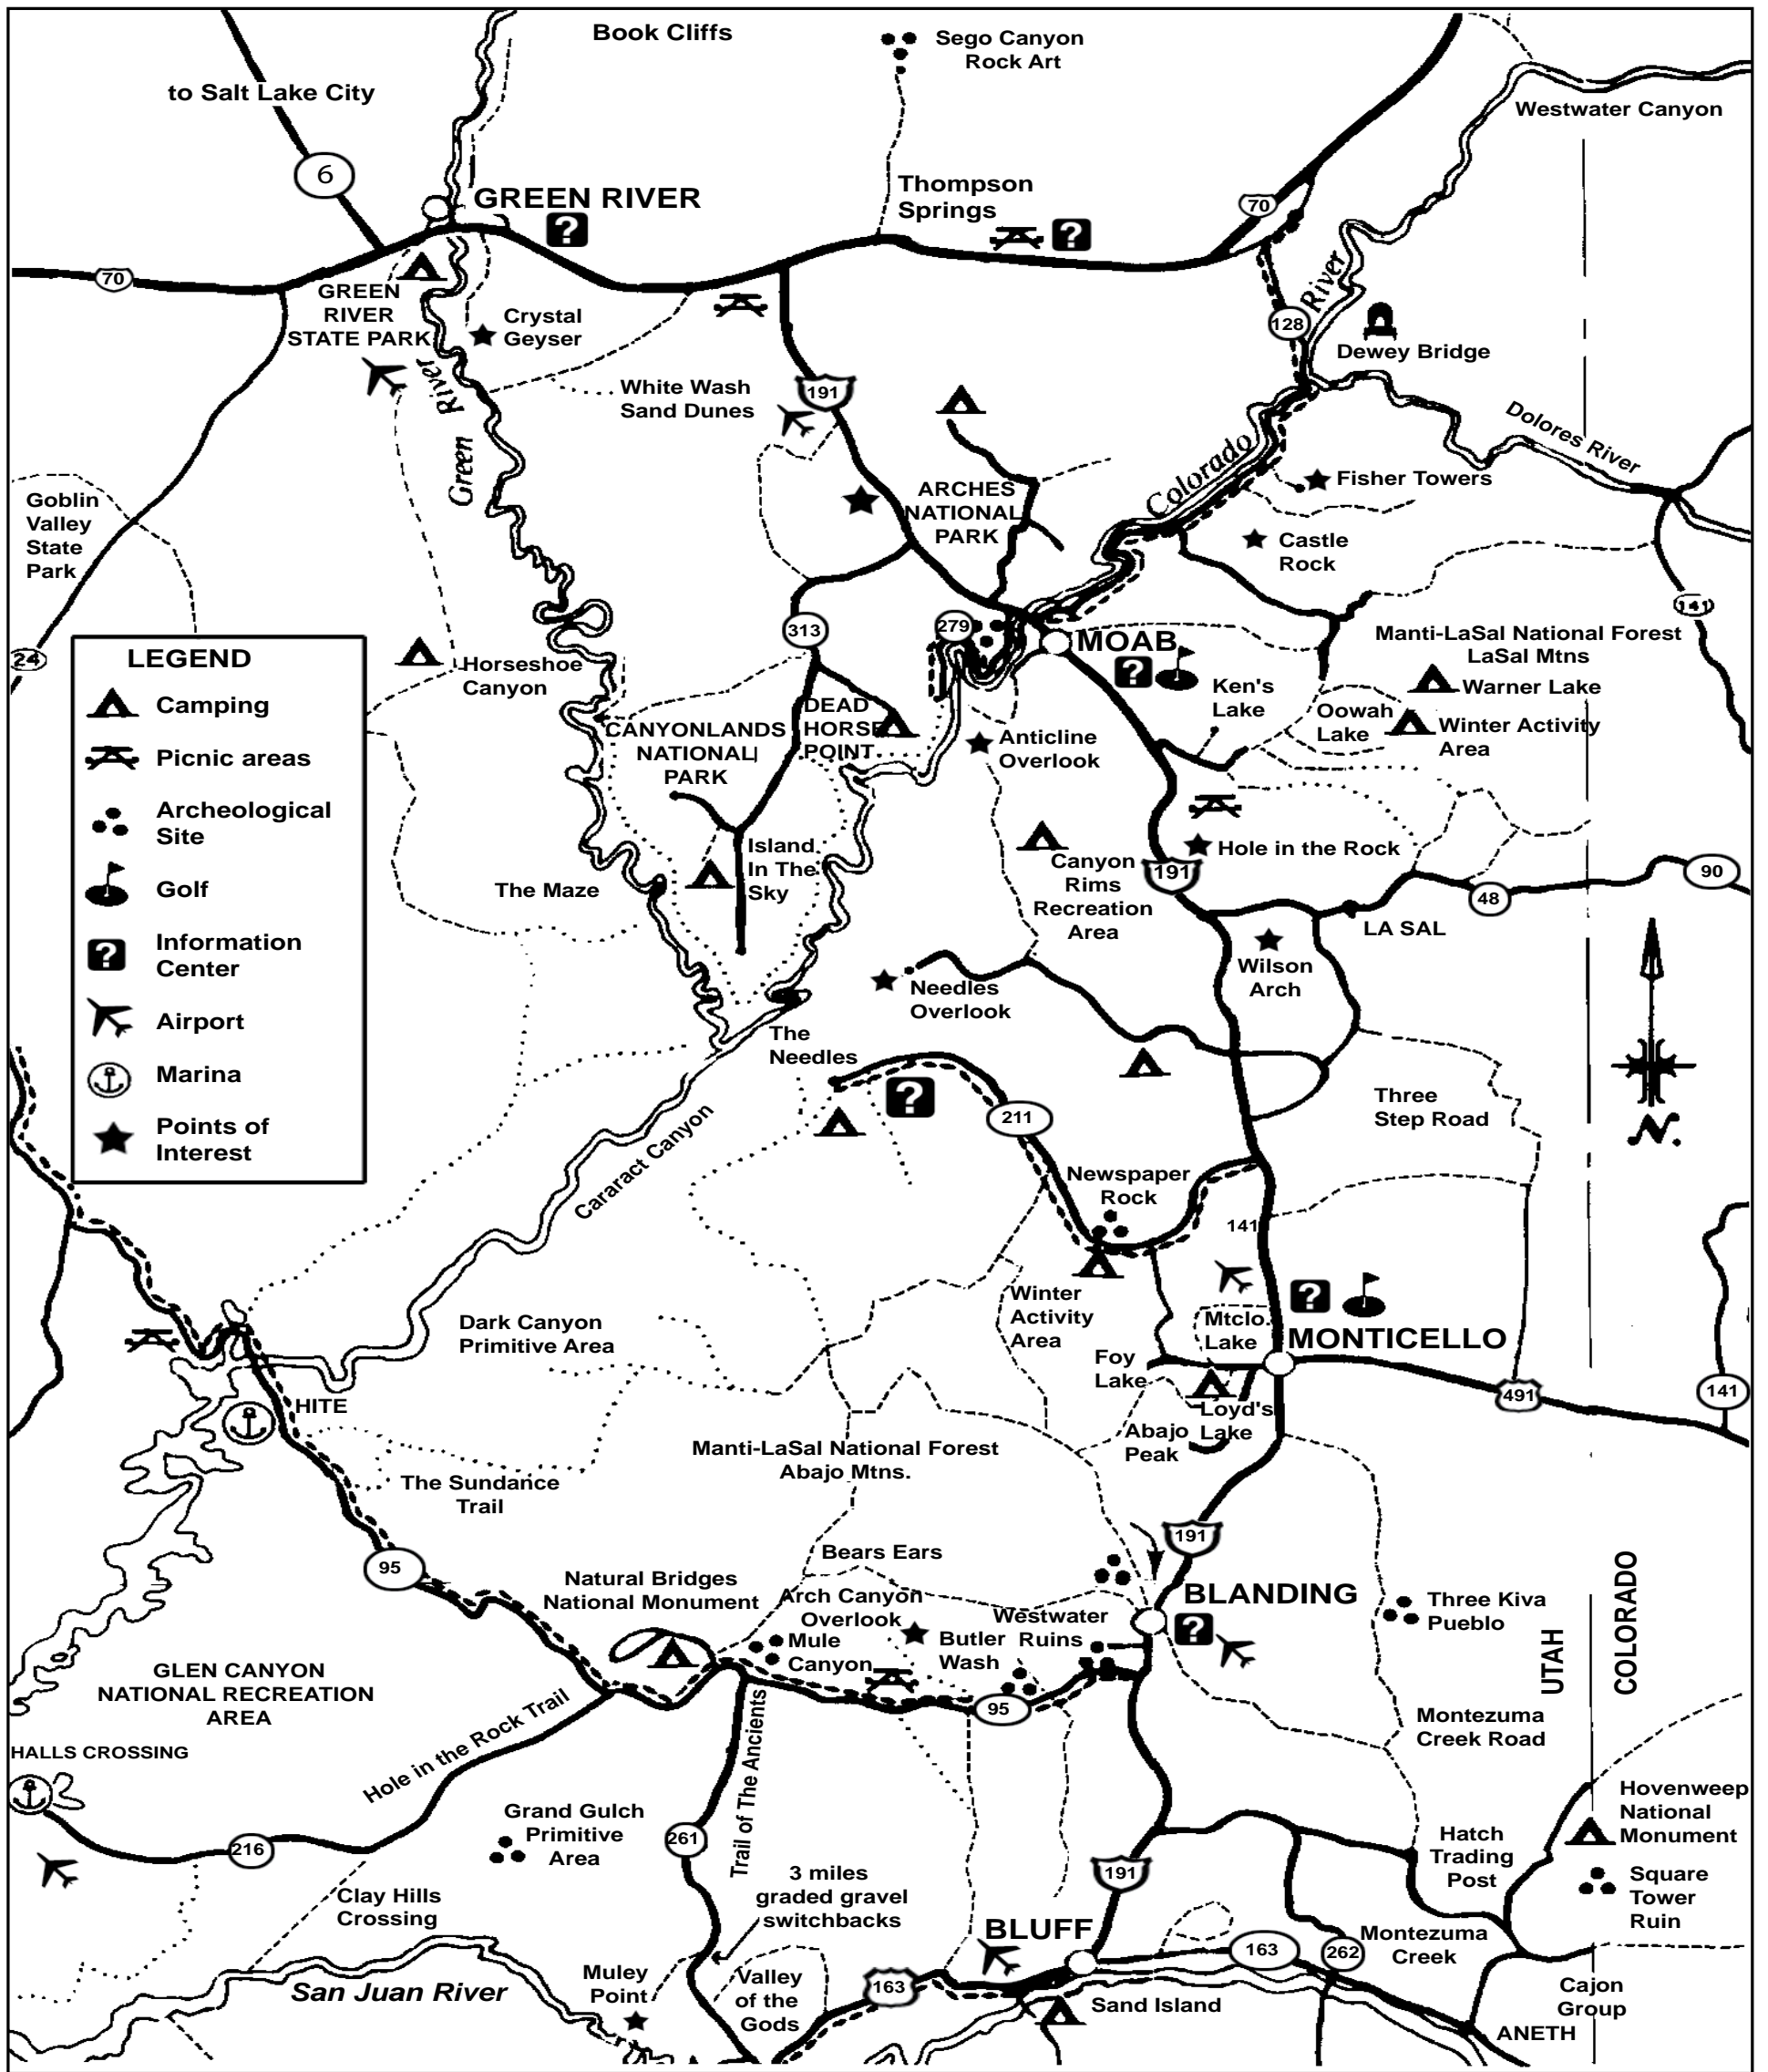 Book Cliffs
Sego Canyon
Rock Art
to Salt Lake City
Westwater Canyon
6
GREEN RIVER
?
Thompson
Springs
?
70
70
GREEN
RIVER
STATE PARK
Crystal
Geyser
River
128
Dewey Bridge
Green River
White Wash
Sand Dunes
191
Dolores River
Colorado
Fisher Towers
Goblin
Valley
State
Park
ARCHES
NATIONAL
PARK
Castle
Rock
24
313
279
MOAB
?
141
Manti-LaSal National Forest
LaSal Mtns
Warner Lake
Horseshoe
Canyon
Ken's
Lake
Oowah
Lake
Winter Activity
Area
CANYONLANDS
NATIONAL
PARK
DEAD
HORSE
POINT
Anticline
Overlook
LEGEND
Camping
Picnic areas
Archeological
Site
Golf
?
Information
Center
Airport
Marina
Points of
Interest
Island
In The
Sky
The Maze
Canyon
Rims
Recreation
Area
Hole in the Rock
191
90
48
LA SAL
Wilson
Arch
Needles
Overlook
The
Needles
?
211
Three
Step Road
N.
Cararact Canyon
Newspaper
Rock
141
Winter
Activity
Area
?
Mtclo.
Lake
MONTICELLO
Foy
Lake
Loyd's
Lake
Abajo
Peak
491
141
Dark Canyon
Primitive Area
HITE
Manti-LaSal National Forest
Abajo Mtns.
The Sundance
Trail
95
191
Bears Ears
Natural Bridges
National Monument
Arch Canyon
Overlook
BLANDING
?
Three Kiva
Pueblo
UTAH
COLORADO
Westwater
Ruins
Mule
Canyon
Butler
Wash
95
GLEN CANYON
NATIONAL RECREATION
AREA
Hole in the Rock Trail
Trail of The Ancients
Montezuma
Creek Road
HALLS CROSSING
216
Grand Gulch
Primitive
Area
261
3 miles
graded gravel
switchbacks
191
Hatch
Trading
Post
Hovenweep
National
Monument
Square
Tower
Ruin
Clay Hills
Crossing
BLUFF
163
262
Montezuma
Creek
San Juan River
Muley
Point
Valley
of the
Gods
163
Sand Island
Cajon
Group
ANETH